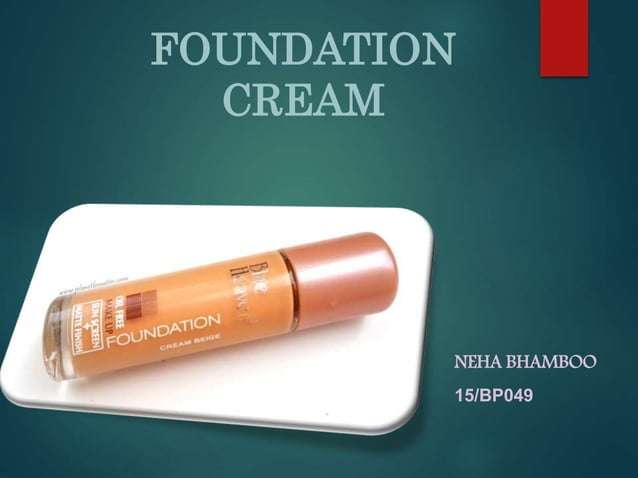 FOUNDATION
CREAM
Blue
Heaven
OIL FREE
MAKE UP
SUN SCREEN
+
MATTE FINISH
FOUNDATION
CREAM BEIGE
NEHA BHAMBOO
15/BP049